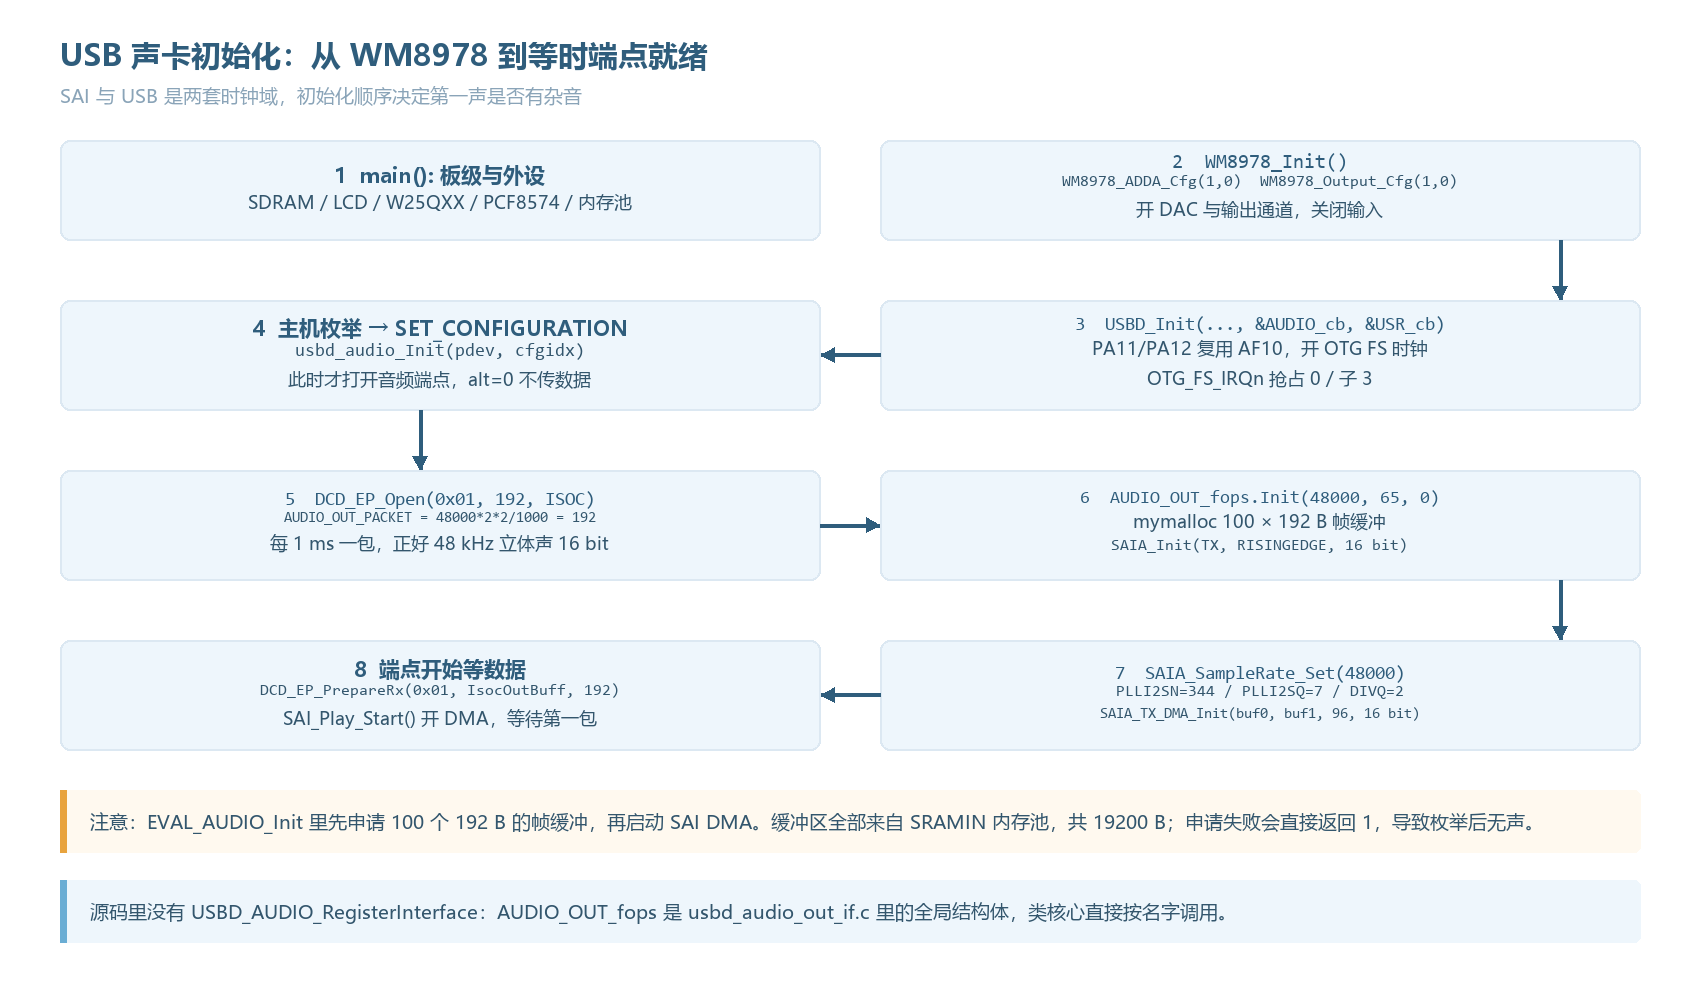 USB 声卡初始化：从 WM8978 到等时端点就绪
SAI 与 USB 是两套时钟域，初始化顺序决定第一声是否有杂音
1 main(): 板级与外设
SDRAM / LCD / W25QXX / PCF8574 / 内存池
2 WM8978_Init()
WM8978_ADDA_Cfg(1,0) WM8978_Output_Cfg(1,0)
开 DAC 与输出通道，关闭输入
3 USBD_Init(..., &AUDIO_cb, &USR_cb)
PA11/PA12 复用 AF10，开 OTG FS 时钟
OTG_FS_IRQn 抢占 0 / 子 3
4 主机枚举 → SET_CONFIGURATION
usbd_audio_Init(pdev, cfgidx)
此时才打开音频端点，alt=0 不传数据
5 DCD_EP_Open(0x01, 192, ISOC)
AUDIO_OUT_PACKET = 48000*2*2/1000 = 192
每 1 ms 一包，正好 48 kHz 立体声 16 bit
6 AUDIO_OUT_fops.Init(48000, 65, 0)
mymalloc 100 × 192 B 帧缓冲
SAIA_Init(TX, RISINGEDGE, 16 bit)
7 SAIA_SampleRate_Set(48000)
PLLI2SN=344 / PLLI2SQ=7 / DIVQ=2
SAIA_TX_DMA_Init(buf0, buf1, 96, 16 bit)
8 端点开始等数据
DCD_EP_PrepareRx(0x01, IsocOutBuff, 192)
SAI_Play_Start() 开 DMA，等待第一包
注意：EVAL_AUDIO_Init 里先申请 100 个 192 B 的帧缓冲，再启动 SAI DMA。缓冲区全部来自 SRAMIN 内存池，共 19200 B；申请失败会直接返回 1，导致枚举后无声。
源码里没有 USBD_AUDIO_RegisterInterface：AUDIO_OUT_fops 是 usbd_audio_out_if.c 里的全局结构体，类核心直接按名字调用。